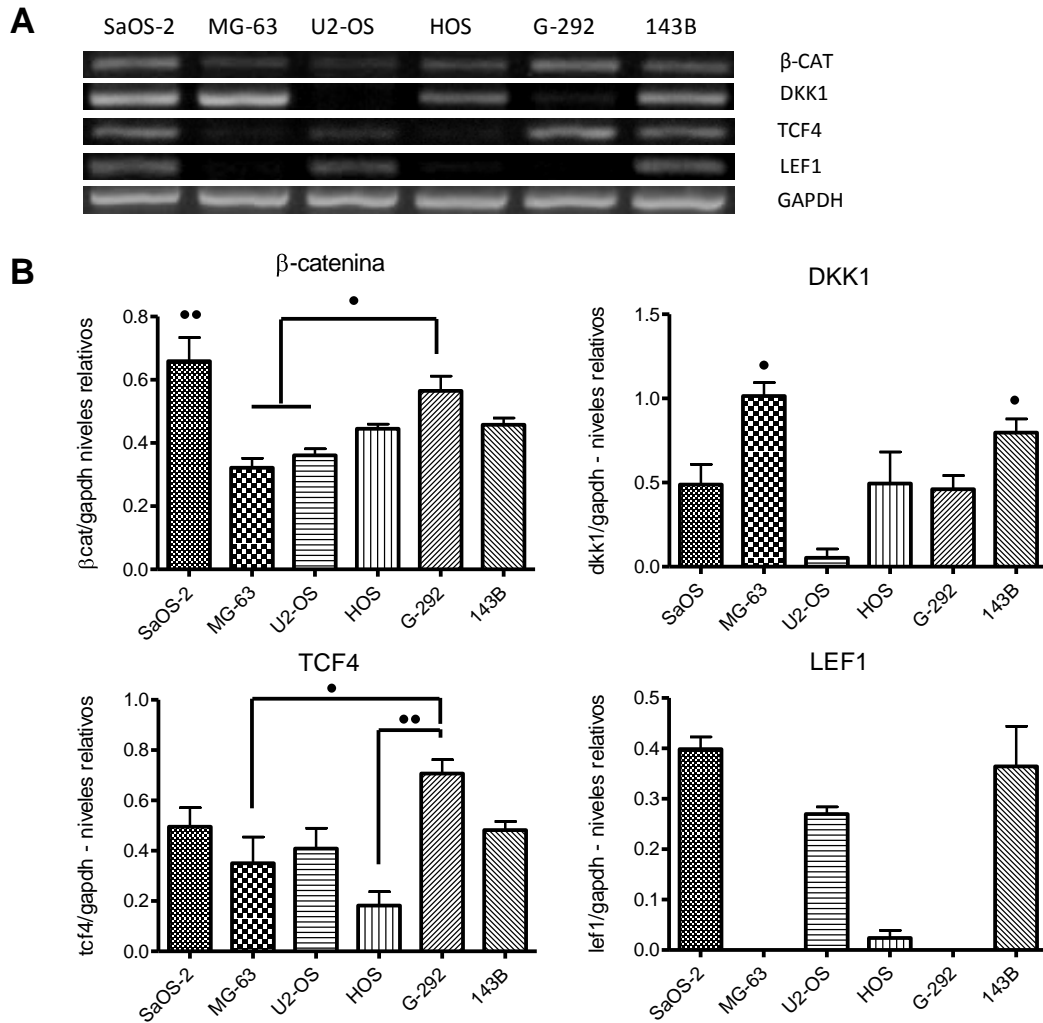 A
SaOS-2 MG-63 U2-OS HOS G-292 143B
β-CAT
DKK1
TCF4
LEF1
GAPDH
B
β-catenina
βcat/gapdh niveles relativos
0.8
0.6
0.4
0.2
0.0
SaOS-2 MG-63 U2-OS HOS G-292 143B
DKK1
dkk1/gapdh - niveles relativos
1.5
1.0
0.5
0.0
SaOS MG-63 U2-OS HOS G-292 143B
TCF4
tcf4/gapdh - niveles relativos
1.0
0.8
0.6
0.4
0.2
0.0
SaOS-2 MG-63 U2-OS HOS G-292 143B
LEF1
lef1/gapdh - niveles relativos
0.5
0.4
0.3
0.2
0.1
0.0
SaOS-2 MG-63 U2-OS HOS G-292 143B